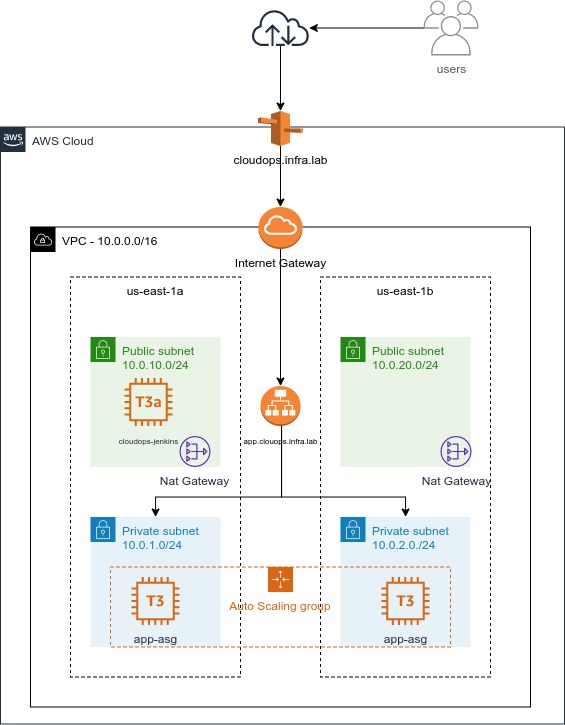 users
aws
AWS Cloud
cloudops.infra.lab
VPC - 10.0.0.0/16
Internet Gateway
us-east-1a
us-east-1b
Public subnet
10.0.10.0/24
Public subnet
10.0.20.0/24
T3a
cloudops-jenkins
app.clouops.infra.lab
Nat Gateway
Nat Gateway
Private subnet
10.0.1.0/24
Private subnet
10.0.2.0./24
T3
Auto Scaling group
T3
app-asg
app-asg